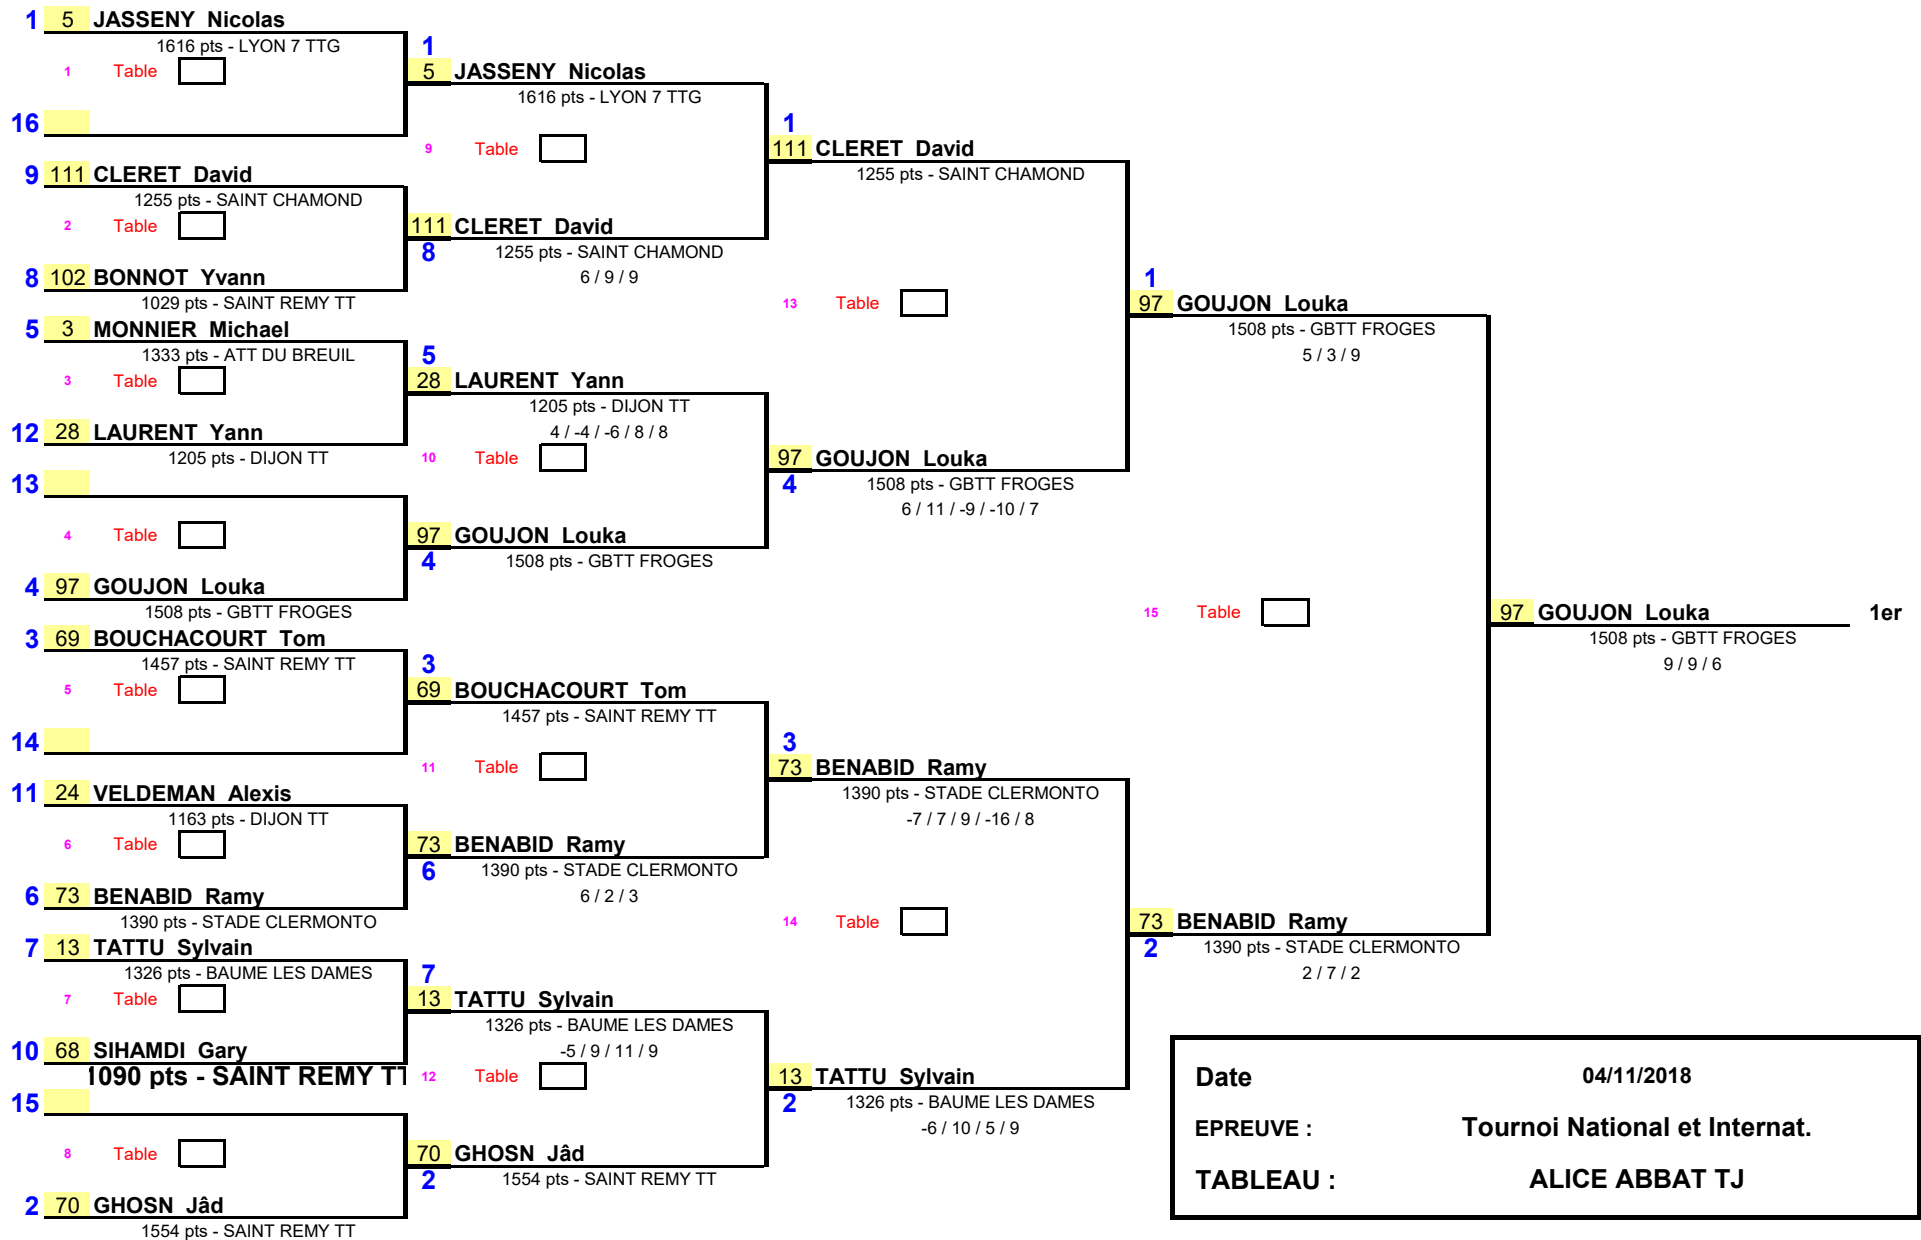 1 5 JASSENY Nicolas
1616 pts - LYON 7 TTG
1 Table
16
9 111 CLERET David
1255 pts - SAINT CHAMOND
2 Table
8 102 BONNOT Yvann
1029 pts - SAINT REMY TT
5 3 MONNIER Michael
1333 pts - ATT DU BREUIL
3 Table
12 28 LAURENT Yann
1205 pts - DIJON TT
13
4 Table
4 97 GOUJON Louka
1508 pts - GBTT FROGES
3 69 BOUCHACOURT Tom
1457 pts - SAINT REMY TT
5 Table
14
11 24 VELDEMAN Alexis
1163 pts - DIJON TT
6 Table
6 73 BENABID Ramy
1390 pts - STADE CLERMONTO
7 13 TATTU Sylvain
1326 pts - BAUME LES DAMES
7 Table
10 68 SIHAMDI Gary
1090 pts - SAINT REMY TT
15
8 Table
2 70 GHOSN Jâd
1554 pts - SAINT REMY TT
1
5 JASSENY Nicolas
1616 pts - LYON 7 TTG
9 Table
111 CLERET David
8
1255 pts - SAINT CHAMOND
6 / 9 / 9
5
28 LAURENT Yann
1205 pts - DIJON TT
4 / -4 / -6 / 8 / 8
10 Table
97 GOUJON Louka
4
1508 pts - GBTT FROGES
3
69 BOUCHACOURT Tom
1457 pts - SAINT REMY TT
11 Table
73 BENABID Ramy
6
1390 pts - STADE CLERMONTO
6 / 2 / 3
7
13 TATTU Sylvain
1326 pts - BAUME LES DAMES
-5 / 9 / 11 / 9
12 Table
70 GHOSN Jâd
2
1554 pts - SAINT REMY TT
1
111 CLERET David
1255 pts - SAINT CHAMOND
13 Table
97 GOUJON Louka
4
1508 pts - GBTT FROGES
6 / 11 / -9 / -10 / 7
3
73 BENABID Ramy
1390 pts - STADE CLERMONTO
-7 / 7 / 9 / -16 / 8
14 Table
13 TATTU Sylvain
2
1326 pts - BAUME LES DAMES
-6 / 10 / 5 / 9
1
97 GOUJON Louka
1508 pts - GBTT FROGES
5 / 3 / 9
15 Table
73 BENABID Ramy
2
1390 pts - STADE CLERMONTO
2 / 7 / 2
97 GOUJON Louka 1er
1508 pts - GBTT FROGES
9 / 9 / 6
Date 04/11/2018
EPREUVE : Tournoi National et Internat.
TABLEAU : ALICE ABBAT TJ